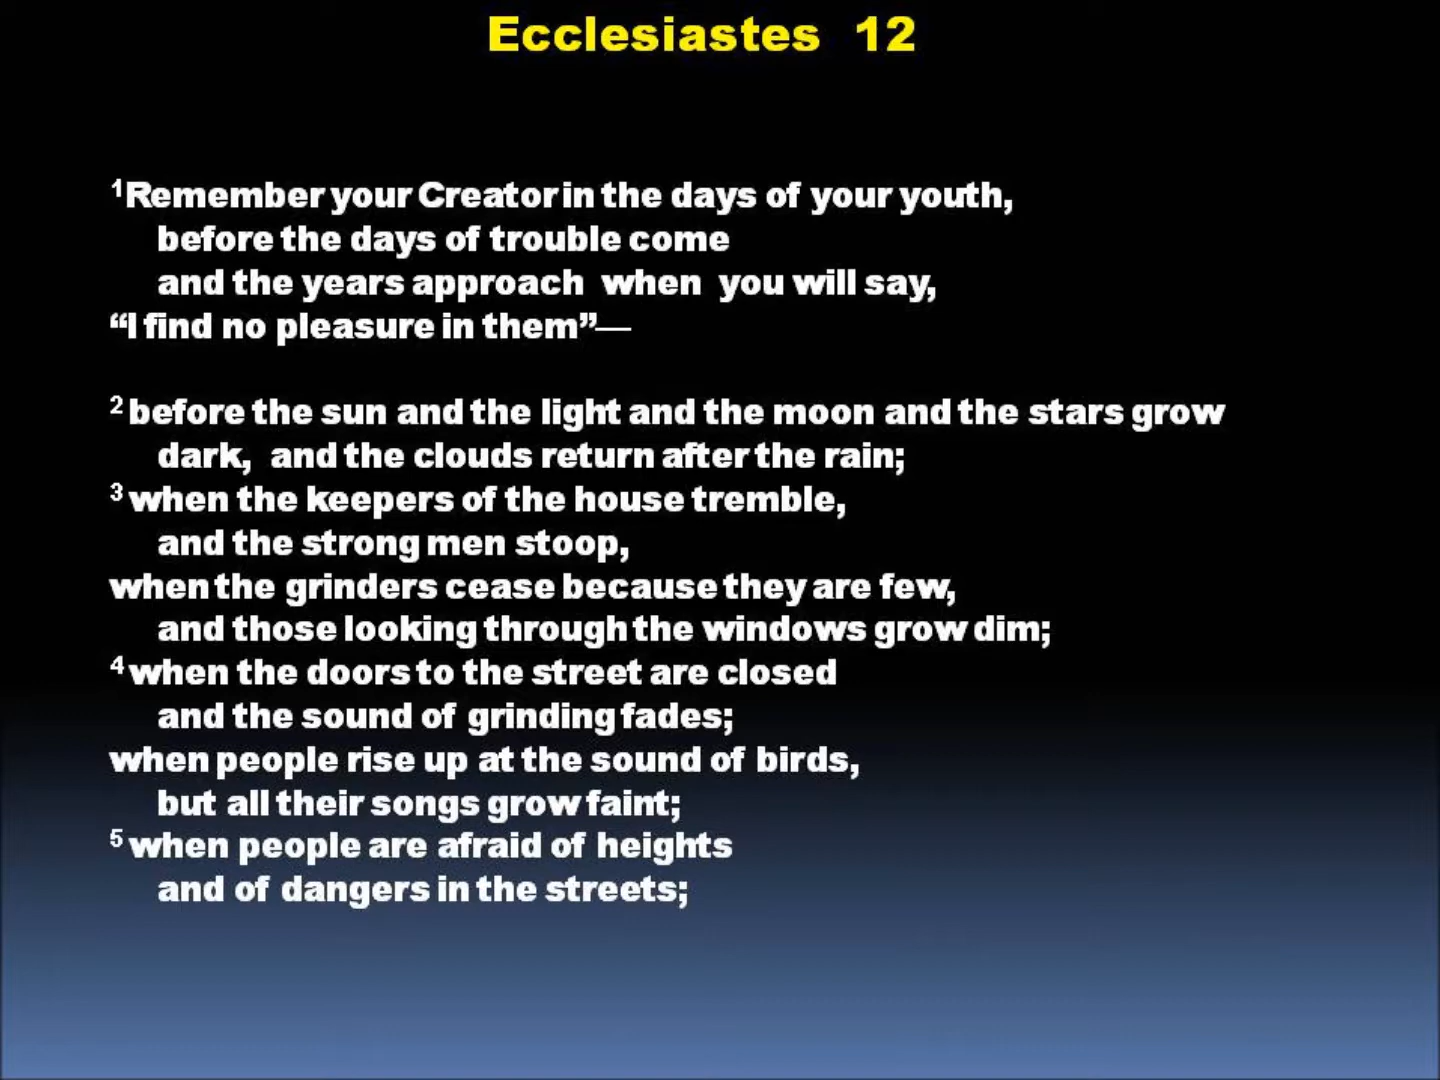 Ecclesiastes 12
1Remember your Creator in the days of your youth,
before the days of trouble come
and the years approach when you will say,
“I find no pleasure in them”—
2 before the sun and the light and the moon and the stars grow
dark, and the clouds return after the rain;
3 when the keepers of the house tremble,
and the strong men stoop,
when the grinders cease because they are few,
and those looking through the windows grow dim;
4 when the doors to the street are closed
and the sound of grinding fades;
when people rise up at the sound of birds,
but all their songs grow faint;
5 when people are afraid of heights
and of dangers in the streets;